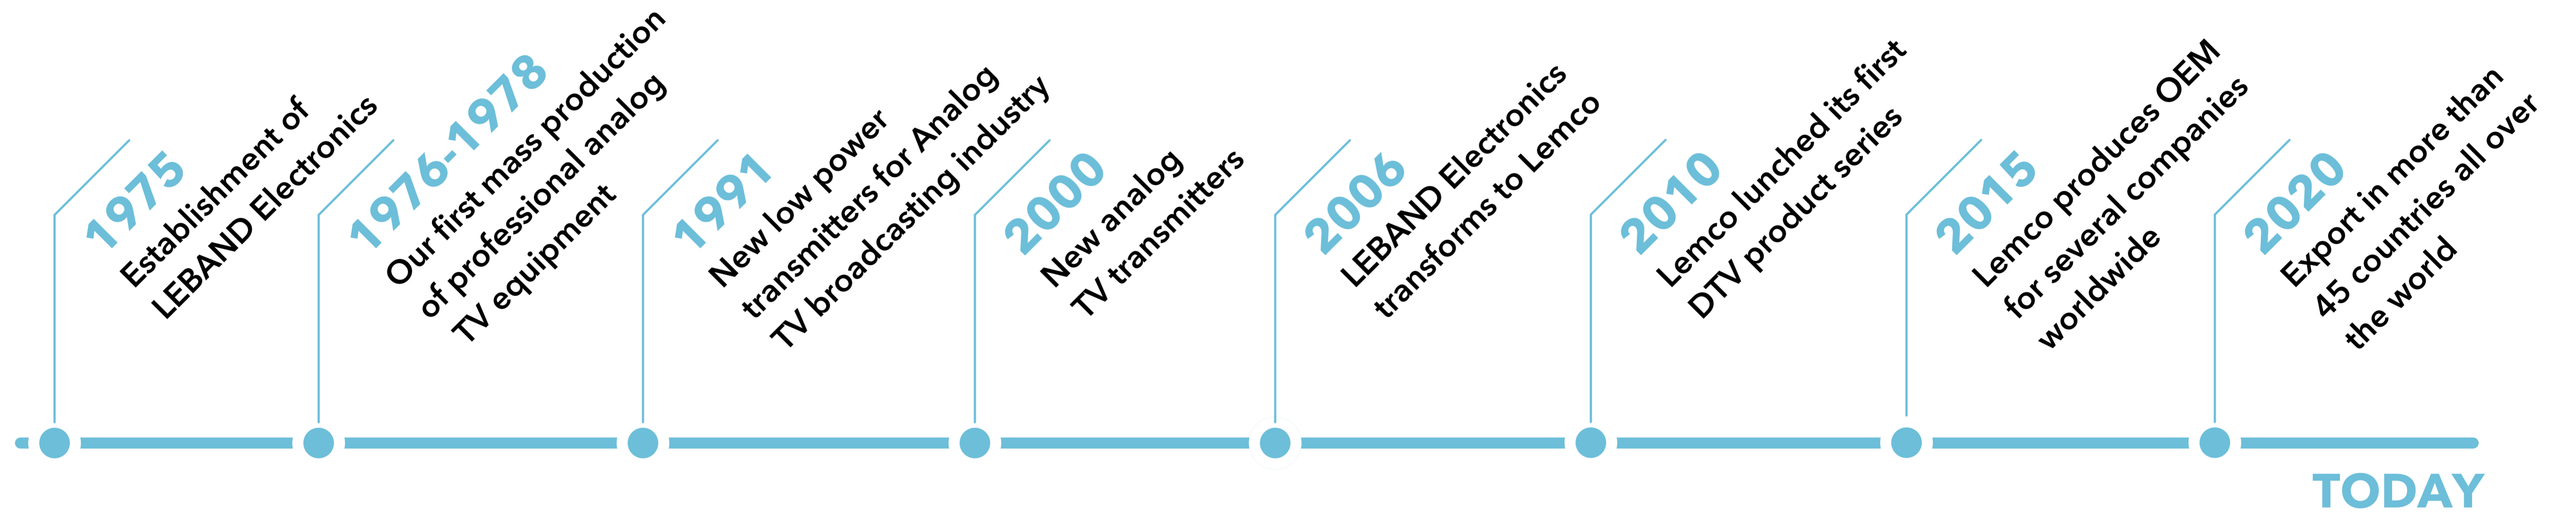 1975
Establishment of
LEBAND Electronics
1976-1978
Our first mass production
of professional analog
TV equipment
1991
New low power
transmitters for Analog
TV broadcasting industry
2000
New analog
TV transmitters
2006
LEBAND Electronics
transforms to Lemco
2010
Lemco lunched its first
DTV product series
2015
Lemco produces OEM
for several companies
worldwide
2020
Export in more than
45 countries all over
the world
TODAY